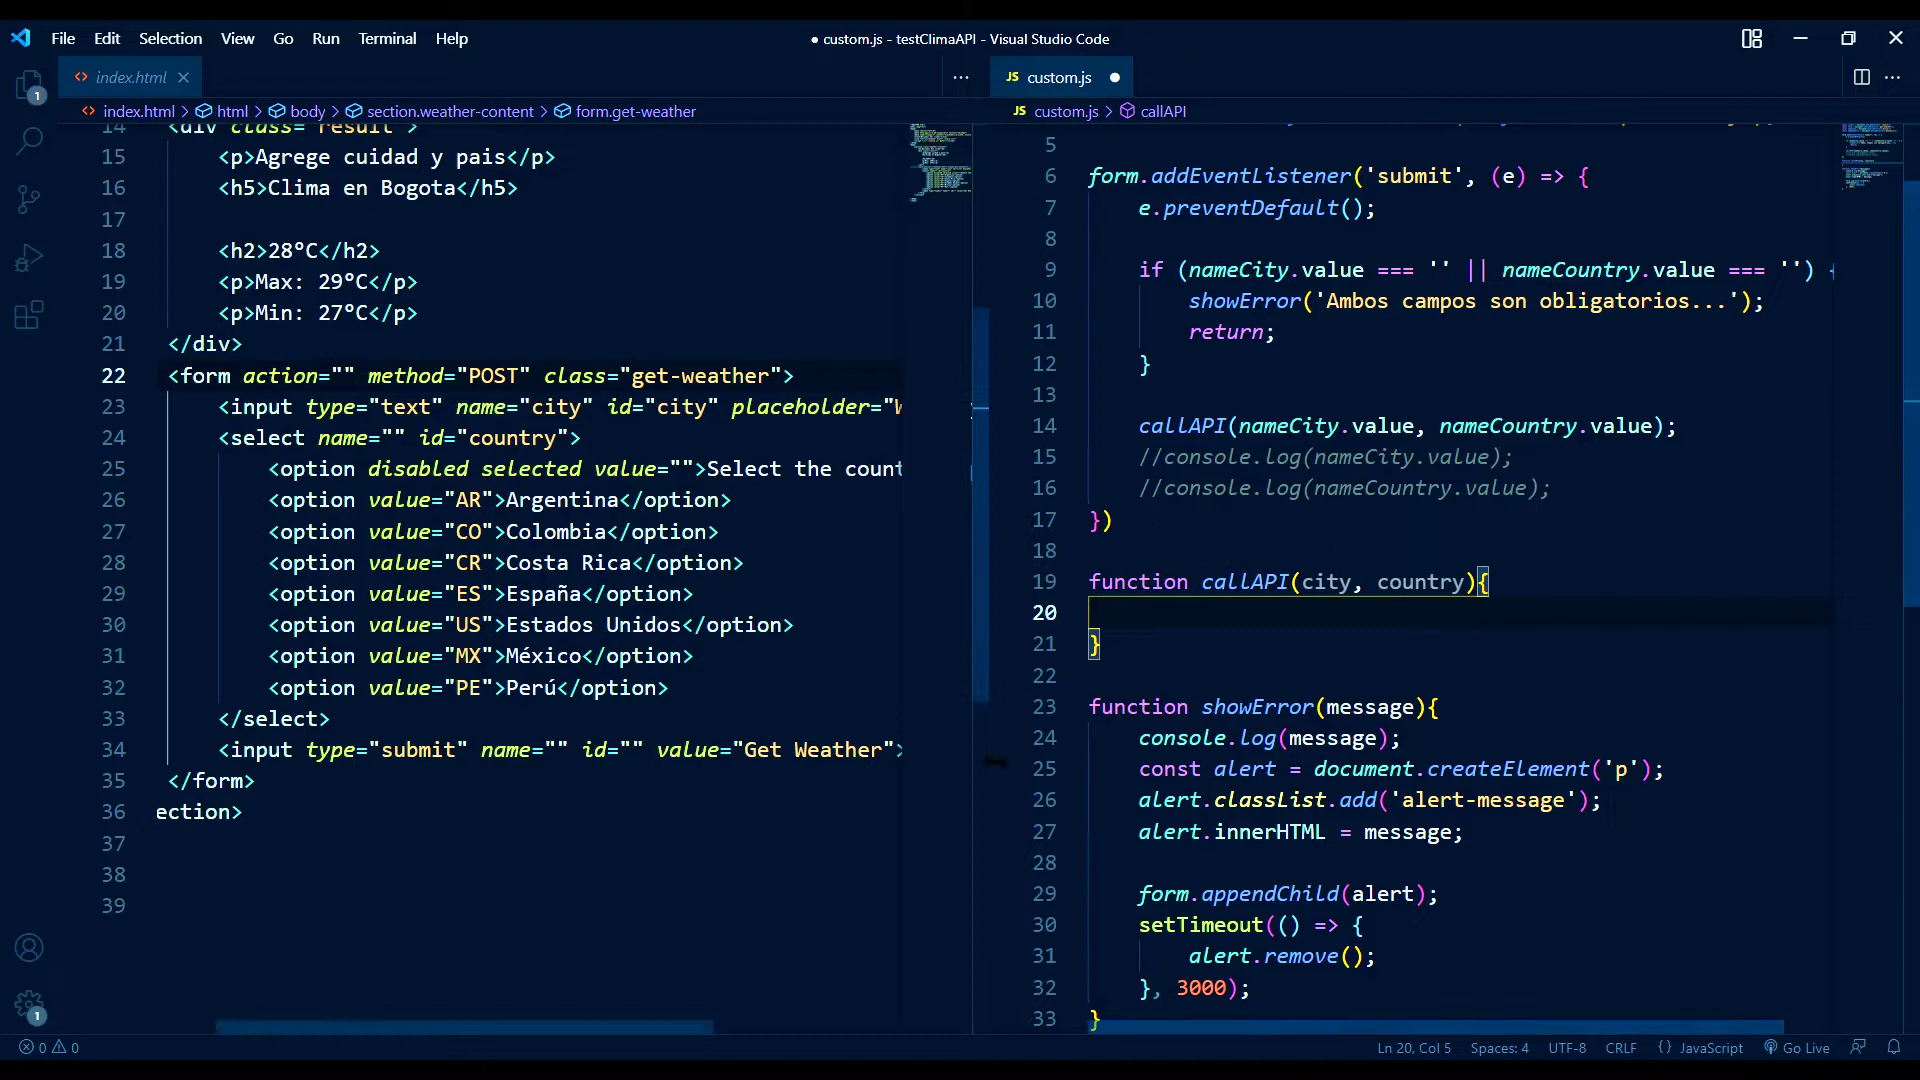 File Edit Selection View Go Run Terminal Help
● custom.js - testClimaAPI - Visual Studio Code
index.html
index.html > html > body > section.weather-content > form.get-weather
14 <div class="result">
15 <p>Agrege cuidad y pais</p>
16 <h5>Clima en Bogota</h5>
17
18 <h2>28°C</h2>
19 <p>Max: 29°C</p>
20 <p>Min: 27°C</p>
21 </div>
22 <form action="" method="POST" class="get-weather">
23 <input type="text" name="city" id="city" placeholder="W
24 <select name="" id="country">
25 <option disabled selected value="">Select the count
26 <option value="AR">Argentina</option>
27 <option value="CO">Colombia</option>
28 <option value="CR">Costa Rica</option>
29 <option value="ES">España</option>
30 <option value="US">Estados Unidos</option>
31 <option value="MX">México</option>
32 <option value="PE">Perú</option>
33 </select>
34 <input type="submit" name="" id="" value="Get Weather">
35 </form>
36 ection>
37
38
39
JS custom.js ●
JS custom.js > callAPI
5
6 form.addEventListener('submit', (e) => {
7 e.preventDefault();
8
9 if (nameCity.value === '' || nameCountry.value === '') {
10 showError('Ambos campos son obligatorios...');
11 return;
12 }
13
14 callAPI(nameCity.value, nameCountry.value);
15 //console.log(nameCity.value);
16 //console.log(nameCountry.value);
17 })
18
19 function callAPI(city, country){
20
21 }
22
23 function showError(message){
24 console.log(message);
25 const alert = document.createElement('p');
26 alert.classList.add('alert-message');
27 alert.innerHTML = message;
28
29 form.appendChild(alert);
30 setTimeout(() => {
31 alert.remove();
32 }, 3000);
33 }
1
1
0 0
Ln 20, Col 5 Spaces: 4 UTF-8 CRLF {} JavaScript Go Live